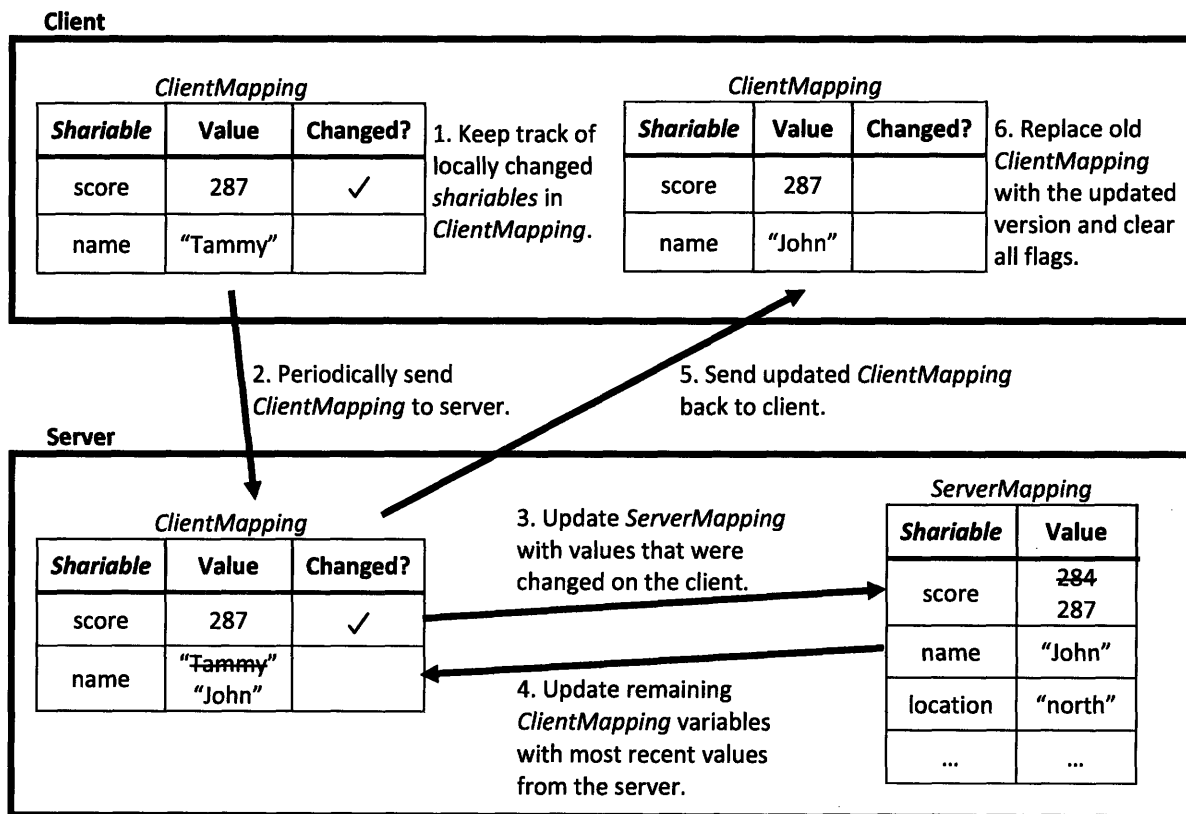 Client
ClientMapping
Shariable Value Changed?
score 287 ✓
name “Tammy”
1. Keep track of
locally changed
shariables in
ClientMapping.
ClientMapping
Shariable Value Changed?
score 287
name “John”
6. Replace old
ClientMapping
with the updated
version and clear
all flags.
2. Periodically send
ClientMapping to server.
5. Send updated ClientMapping
back to client.
Server
ClientMapping
Shariable Value Changed?
score 287 ✓
name “Tammy”
“John”
3. Update ServerMapping
with values that were
changed on the client.
4. Update remaining
ClientMapping variables
with most recent values
from the server.
ServerMapping
Shariable Value
score 284
287
name “John”
location “north”
... ...